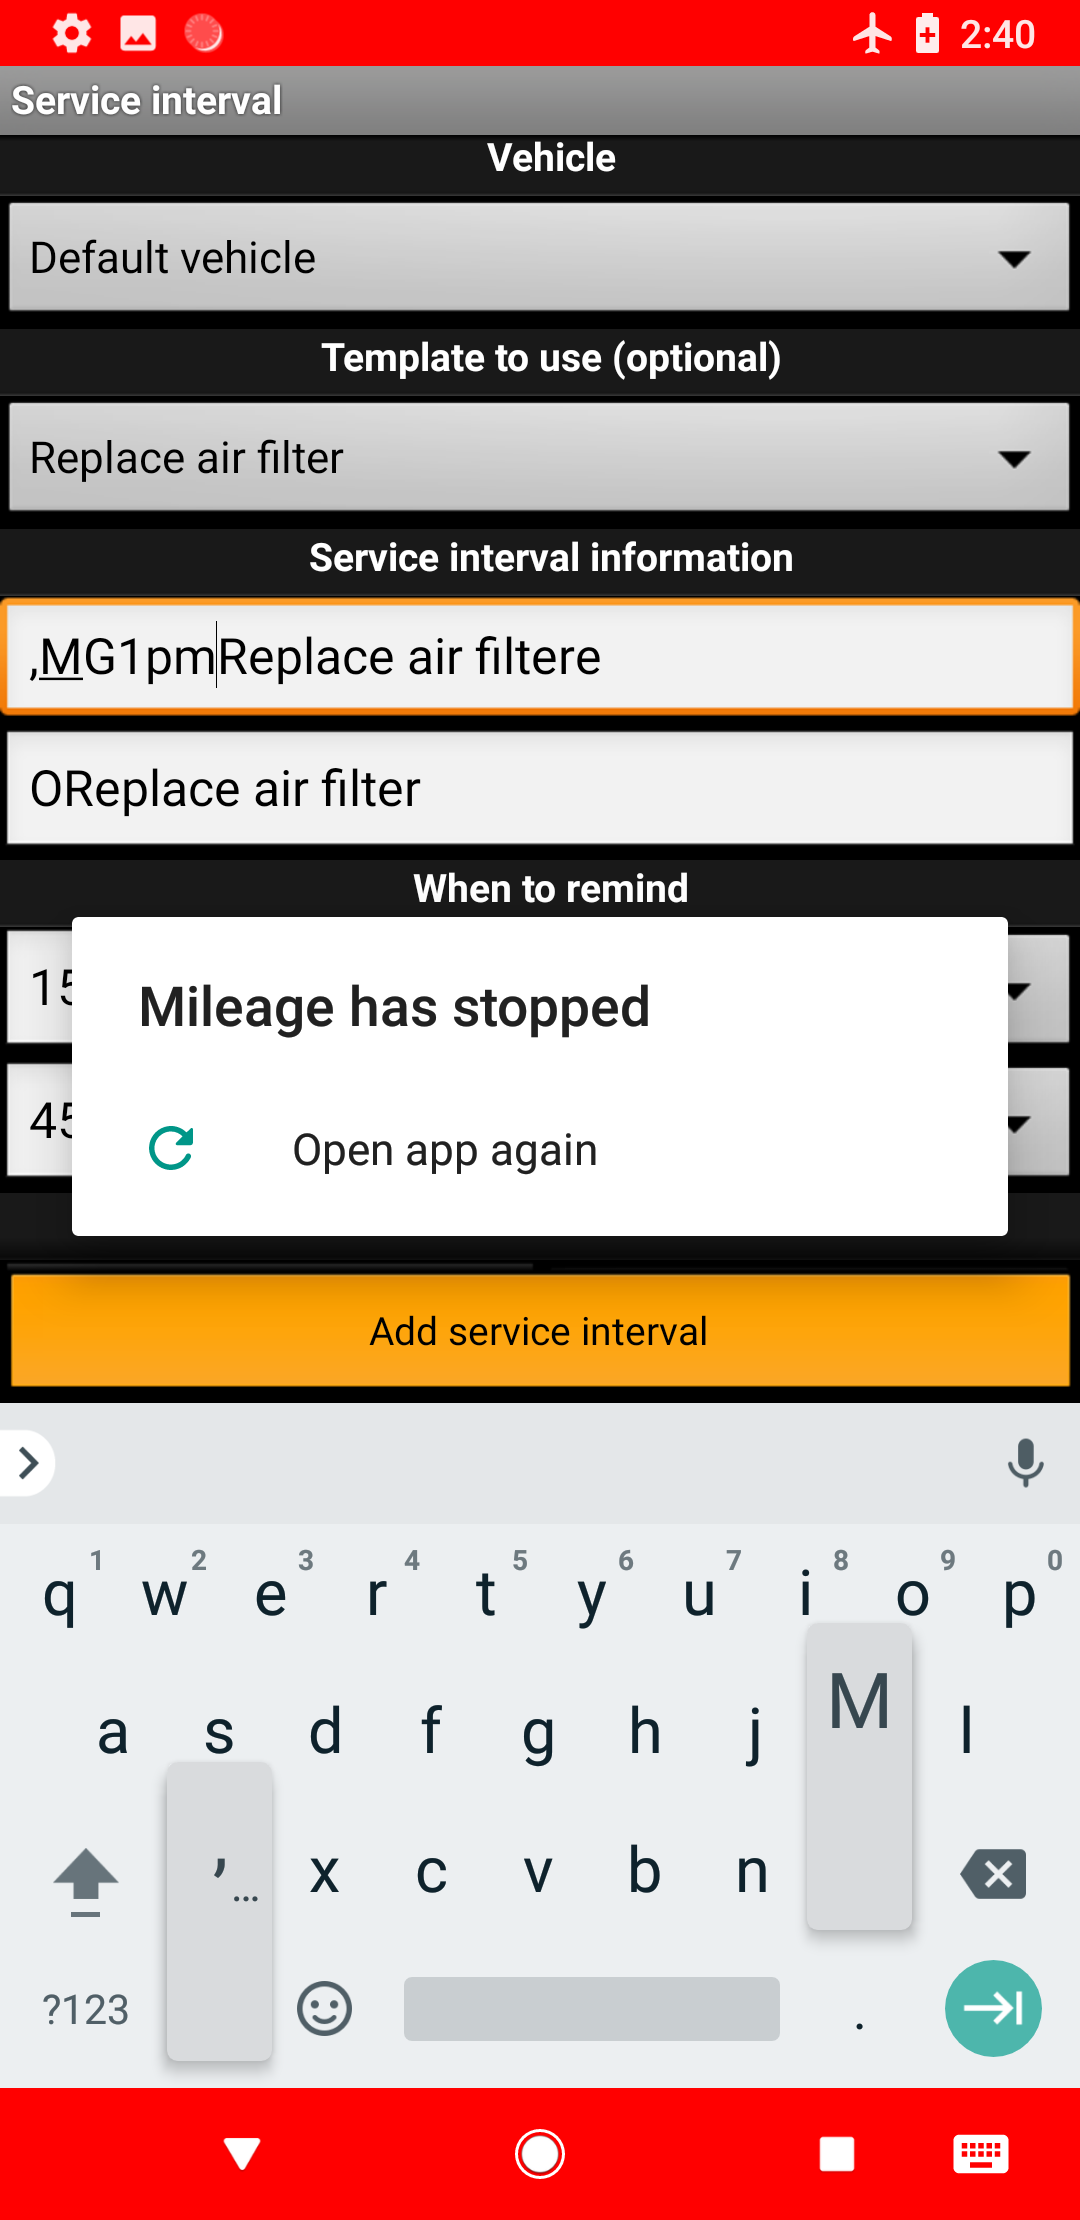 2:40
Service interval
Vehicle
Default vehicle
Template to use (optional)
Replace air filter
Service interval information
,MG1pmReplace air filtere
OReplace air filter
When to remind
15
45
Mileage has stopped
Open app again
Add service interval
1 2 3 4 5 6 7 8 9 0
q w e r t y u i o p
a s d f g h j M l
, ... x c v b n
?123 .